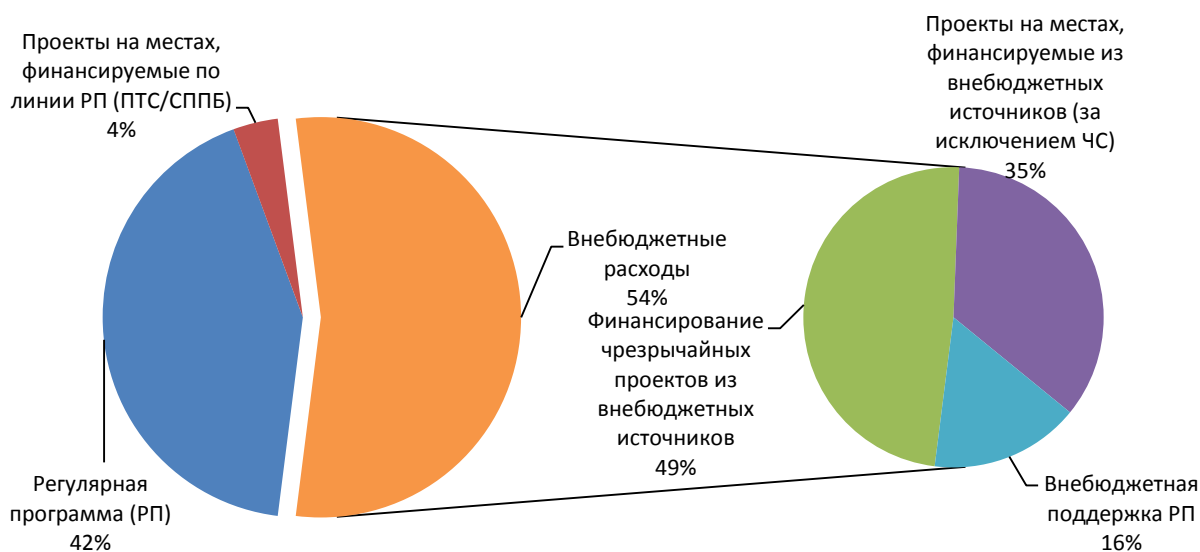 Проекты на местах,
финансируемые по
линии РП (ПТС/СППБ)
4%
Регулярная
программа (РП)
42%
Внебюджетные
расходы
54%
Финансирование
чрезрычайных
проектов из
внебюджетных
источников
49%
Проекты на местах,
финансируемые из
внебюджетных
источников (за
исключением ЧС)
35%
Внебюджетная
поддержка РП
16%